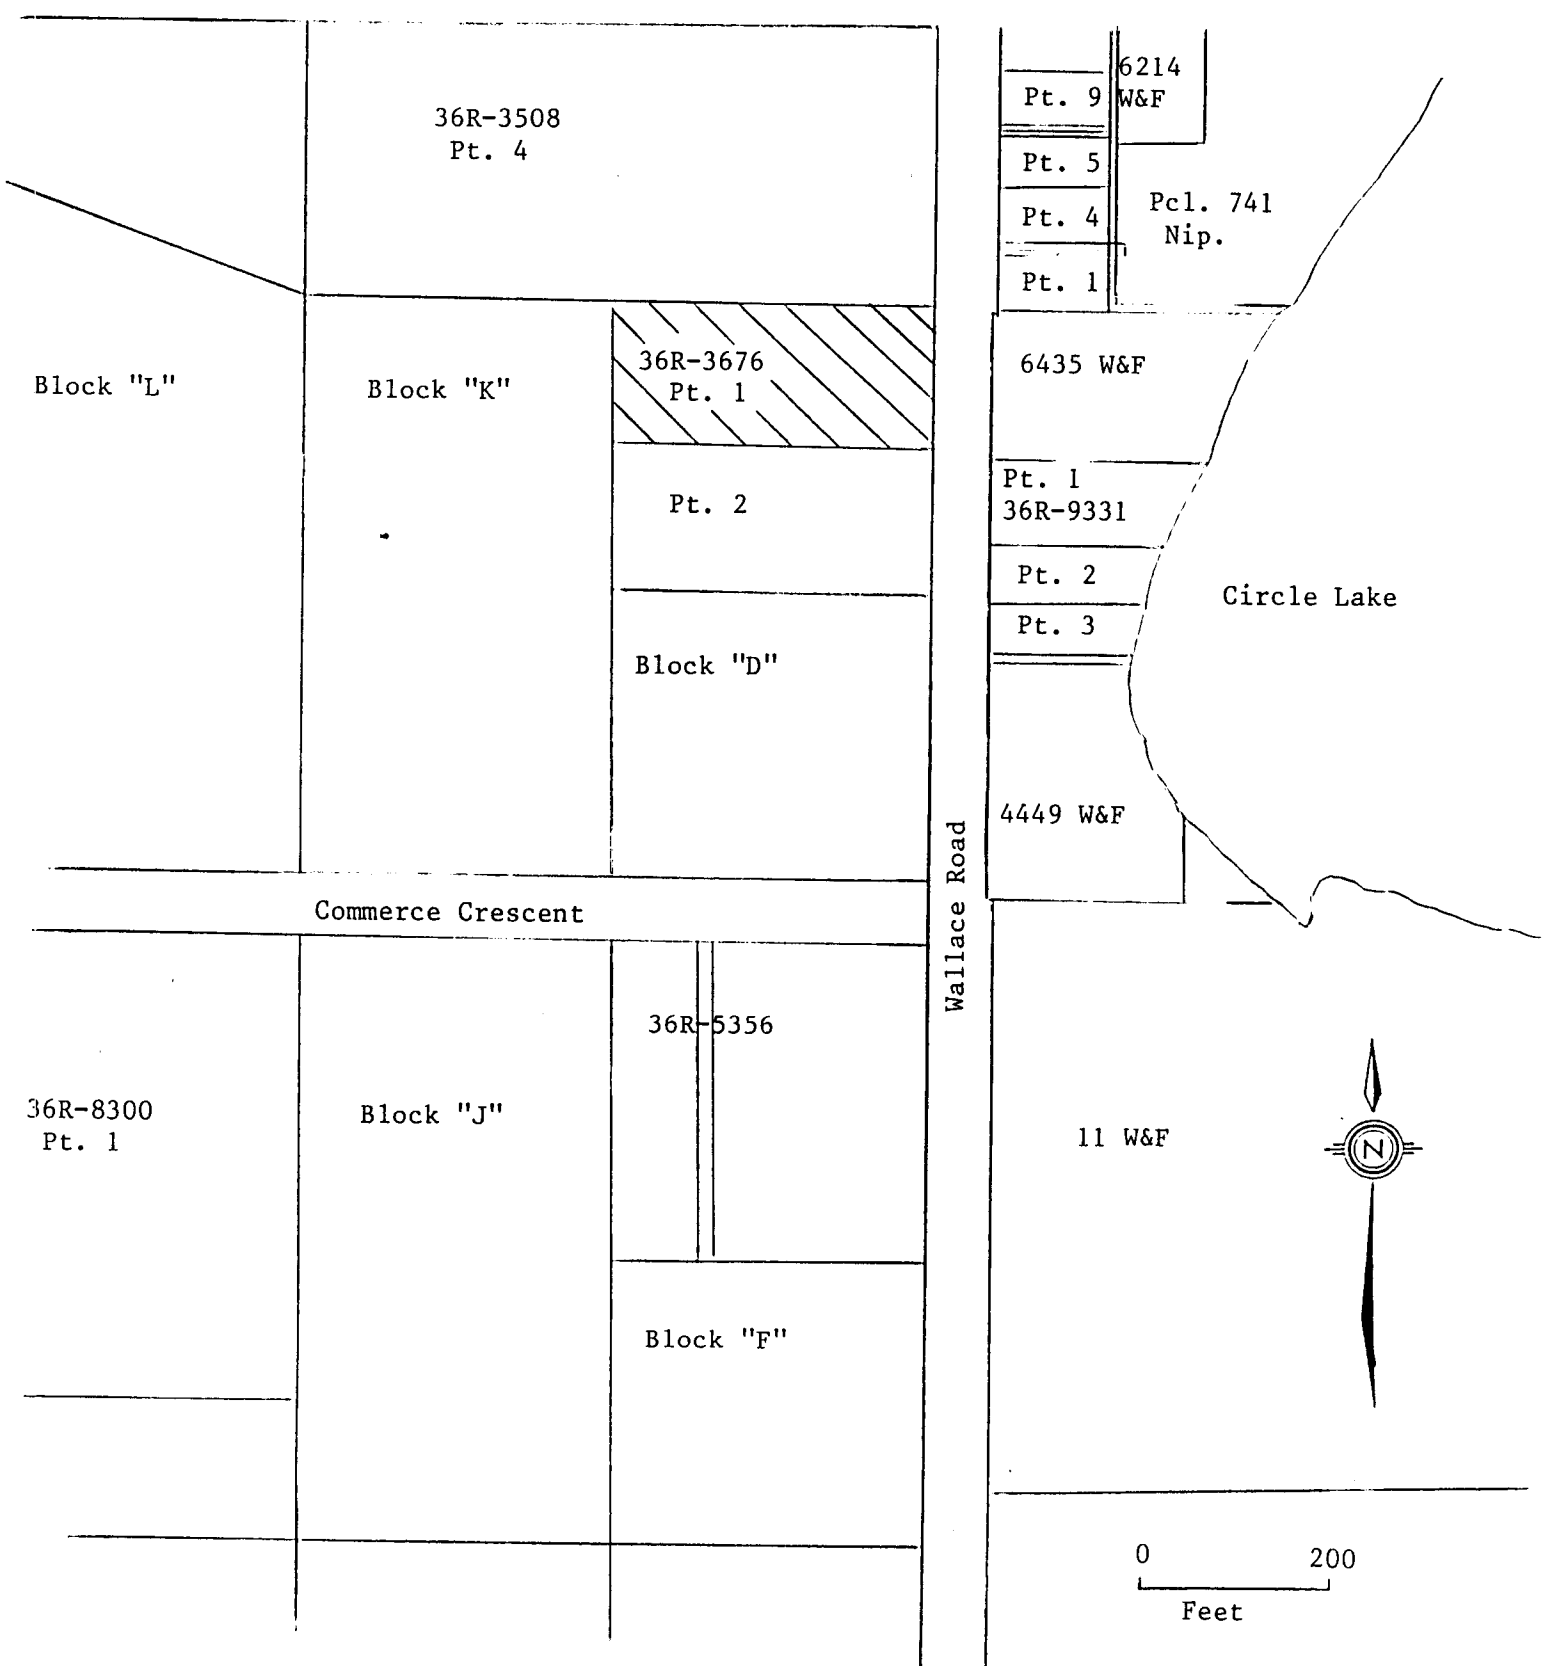 6214
W&F
Pt. 9
36R-3508
Pt. 4
Pt. 5
Pt. 4
Pcl. 741
Nip.
Pt. 1
36R-3676
Pt. 1
6435 W&F
Block "L"
Block "K"
Pt. 2
Pt. 1
36R-9331
Pt. 2
Circle Lake
Pt. 3
Block "D"
4449 W&F
Wallace Road
Commerce Crescent
36R-5356
36R-8300
Pt. 1
Block "J"
11 W&F
N
Block "F"
0 200
Feet